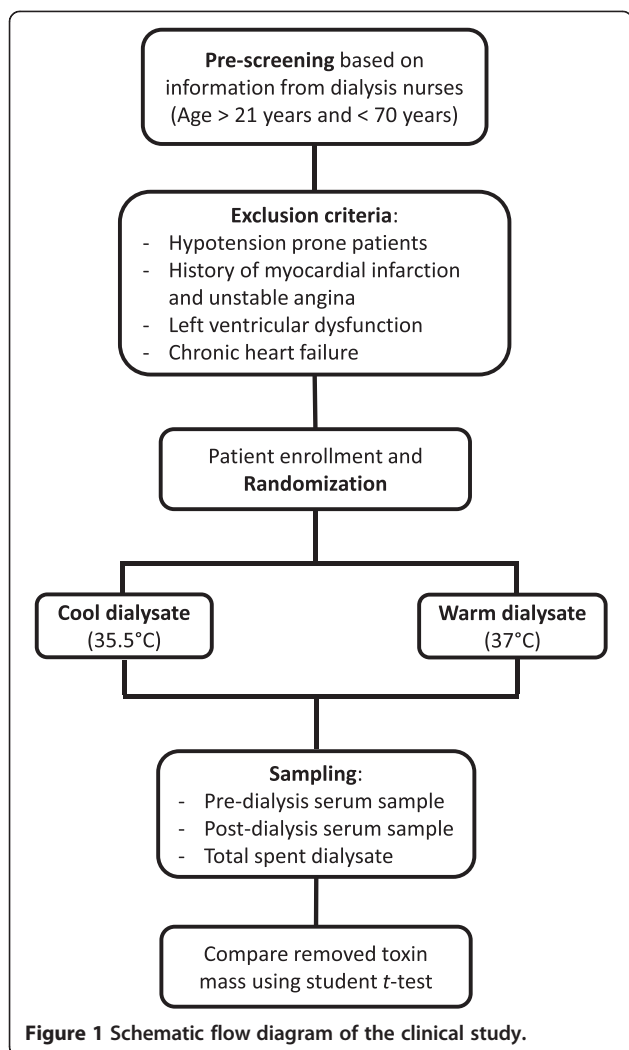 Pre-screening based on
information from dialysis nurses
(Age > 21 years and < 70 years)
Exclusion criteria:
- Hypotension prone patients
- History of myocardial infarction
and unstable angina
- Left ventricular dysfunction
- Chronic heart failure
Patient enrollment and
Randomization
Cool dialysate
(35.5°C)
Warm dialysate
(37°C)
Sampling:
- Pre-dialysis serum sample
- Post-dialysis serum sample
- Total spent dialysate
Compare removed toxin
mass using student t-test
Figure 1 Schematic flow diagram of the clinical study.